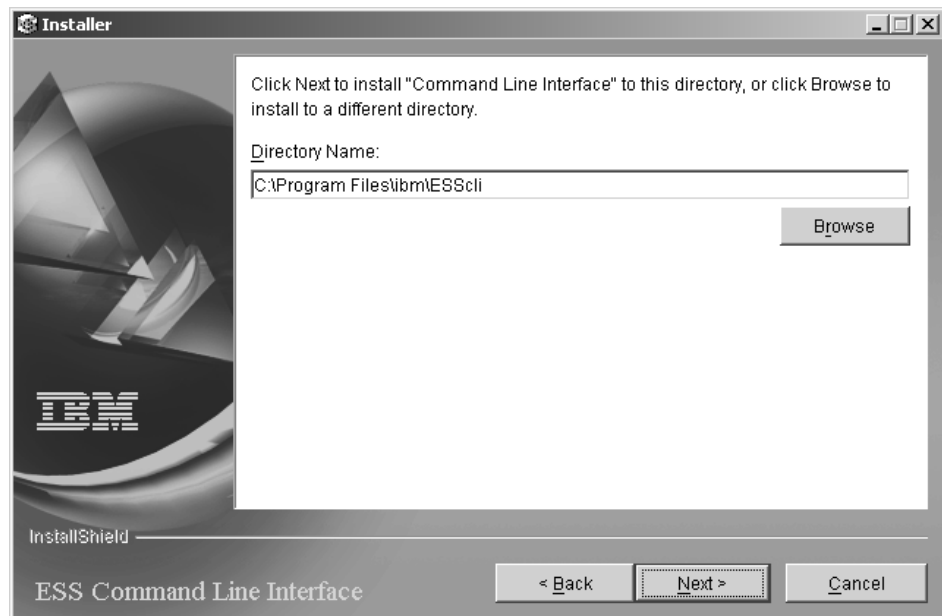 Installer
Click Next to install "Command Line Interface" to this directory, or click Browse to
install to a different directory.
Directory Name:
C:\Program Files\ibm\ESScli
Browse
IBM
InstallShield
ESS Command Line Interface
< Back
Next >
Cancel